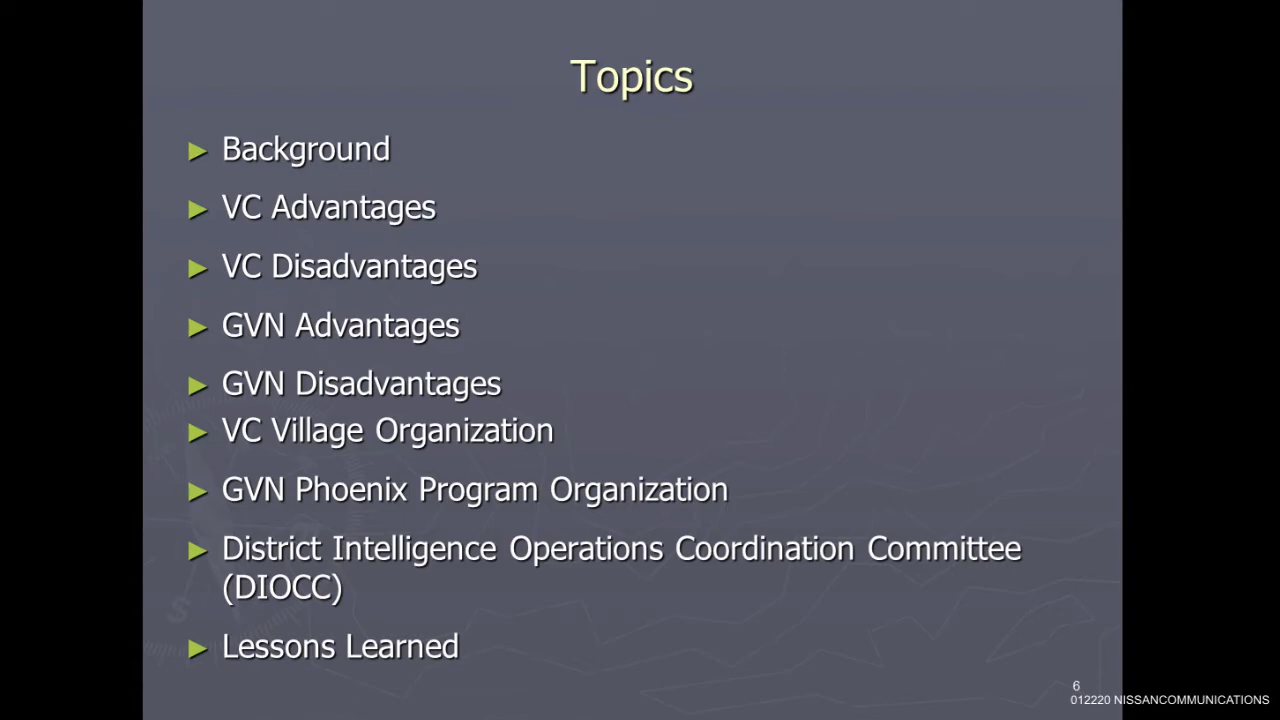 Topics
► Background
► VC Advantages
► VC Disadvantages
► GVN Advantages
► GVN Disadvantages
► VC Village Organization
► GVN Phoenix Program Organization
► District Intelligence Operations Coordination Committee
(DIOCC)
► Lessons Learned
6
012220 NISSANCOMMUNICATIONS